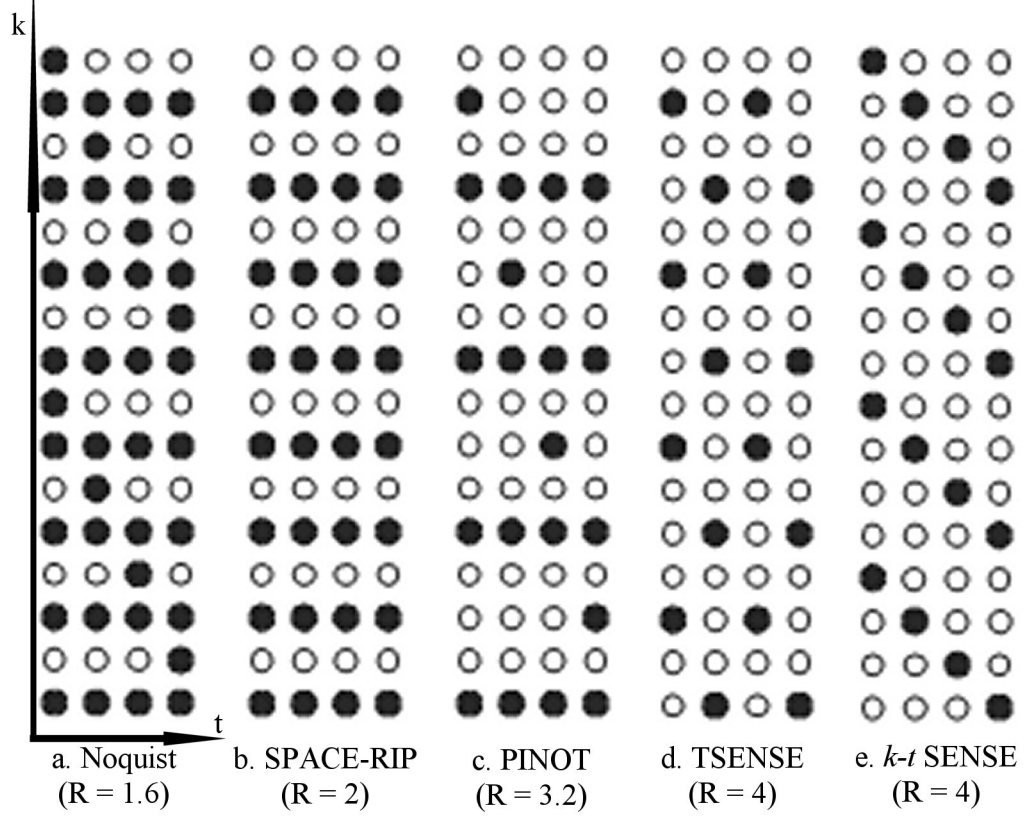 k
t
a. Noquist b. SPACE-RIP c. PINOT d. TSENSE e. k-t SENSE
(R = 1.6) (R = 2) (R = 3.2) (R = 4) (R = 4)